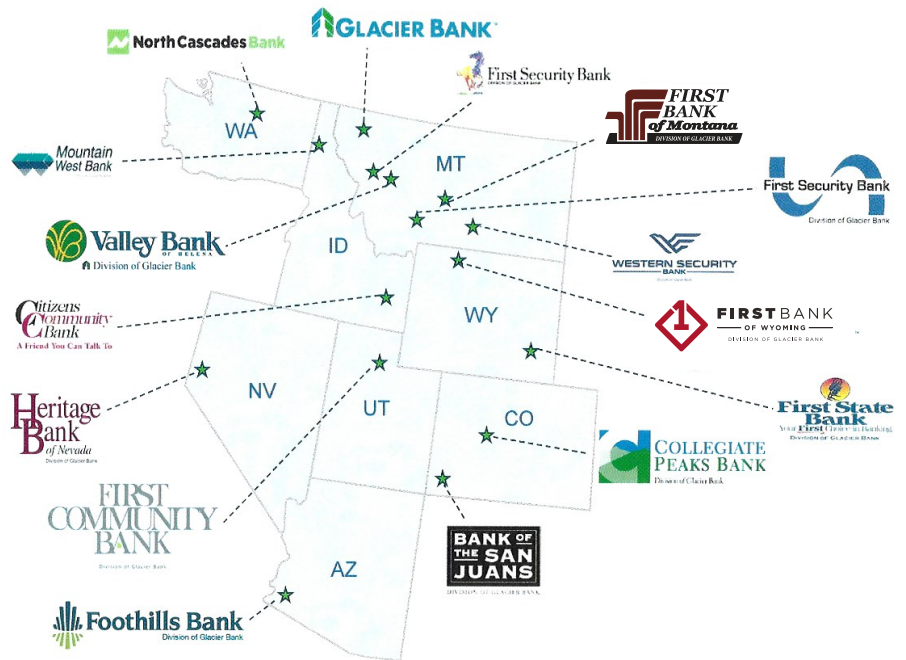 North Cascades Bank
GLACIER BANK
First Security Bank
DIVISION OF GLACIER BANK
FIRST
BANK
of Montana
DIVISION OF GLACIER BANK
WA
MT
Mountain
West Bank
First Security Bank
Division of Glacier Bank
Valley Bank
OF HELENA
Division of Glacier Bank
ID
WESTERN SECURITY
BANK
Citizens
Community
Bank
A Friend You Can Talk To
WY
1
FIRSTBANK
OF WYOMING
DIVISION OF GLACIER BANK
NV
UT
CO
Heritage
Bank
of Nevada
Division of Glacier Bank
First State
Bank
Your First Choice in Banking
DIVISION OF GLACIER BANK
COLLEGIATE
PEAKS BANK
Division of Glacier Bank
FIRST
COMMUNITY
BANK
Division of Glacier Bank
BANK OF
THE SAN
JUANS
DIVISION OF GLACIER BANK
AZ
Foothills Bank
Division of Glacier Bank